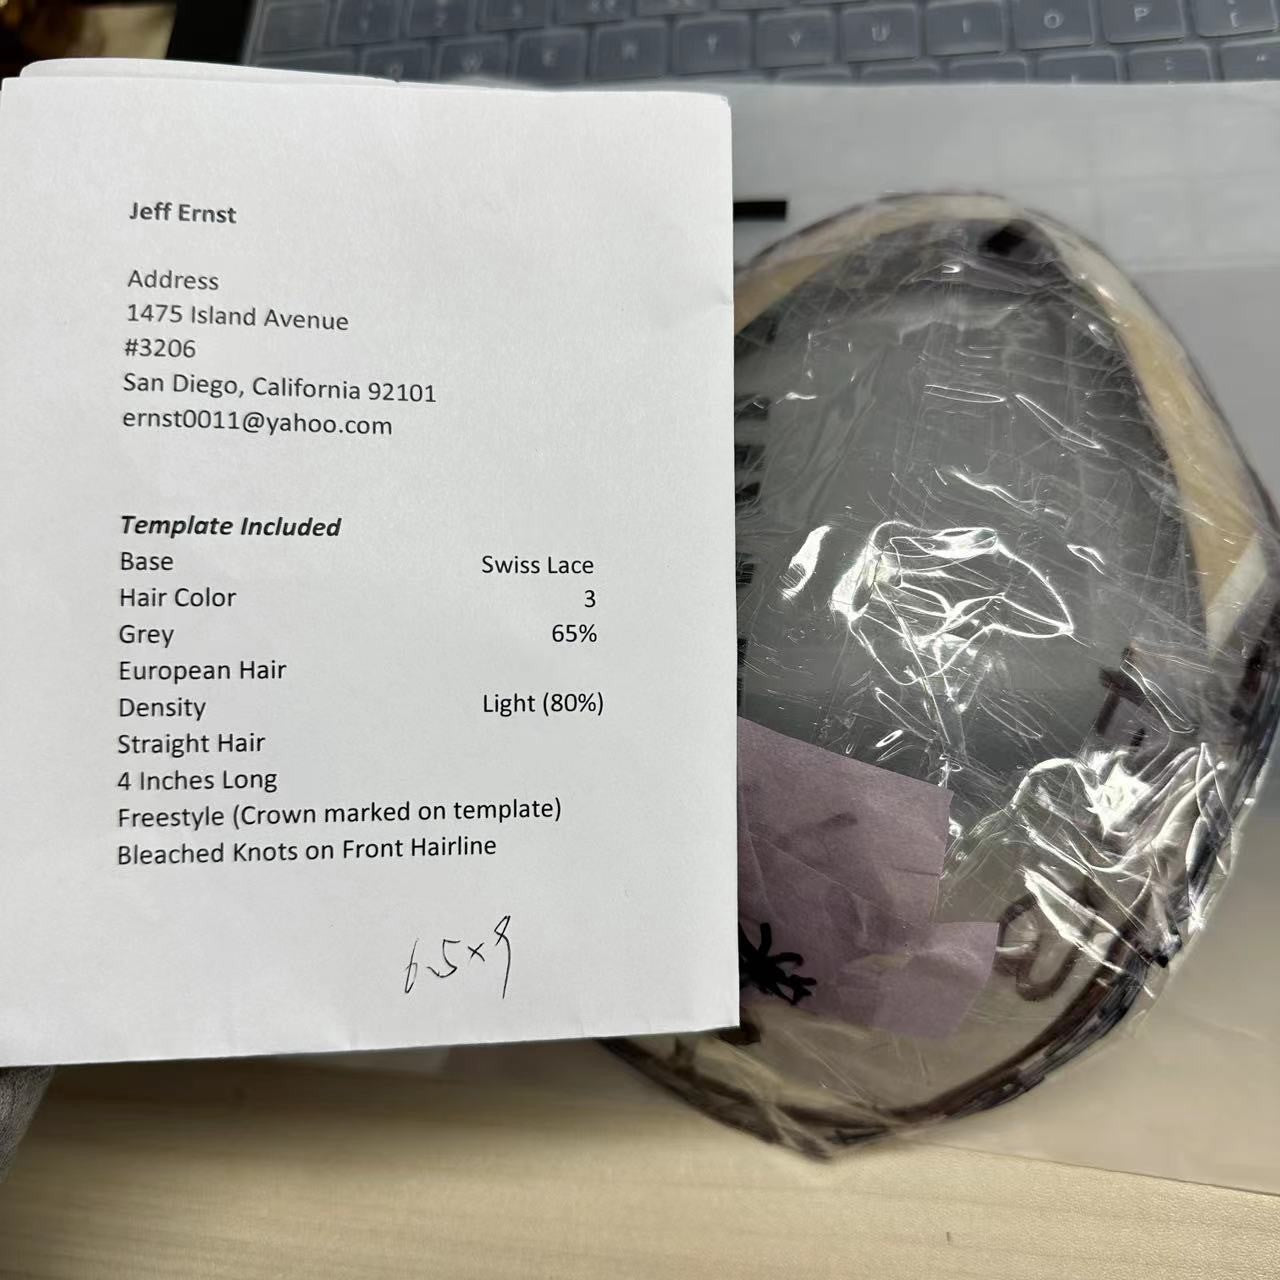 Jeff Ernst
Address
1475 Island Avenue
#3206
San Diego, California 92101
ernst0011@yahoo.com
Template Included
Base Swiss Lace
Hair Color 3
Grey 65%
European Hair
Density Light (80%)
Straight Hair
4 Inches Long
Freestyle (Crown marked on template)
Bleached Knots on Front Hairline
6.5x9